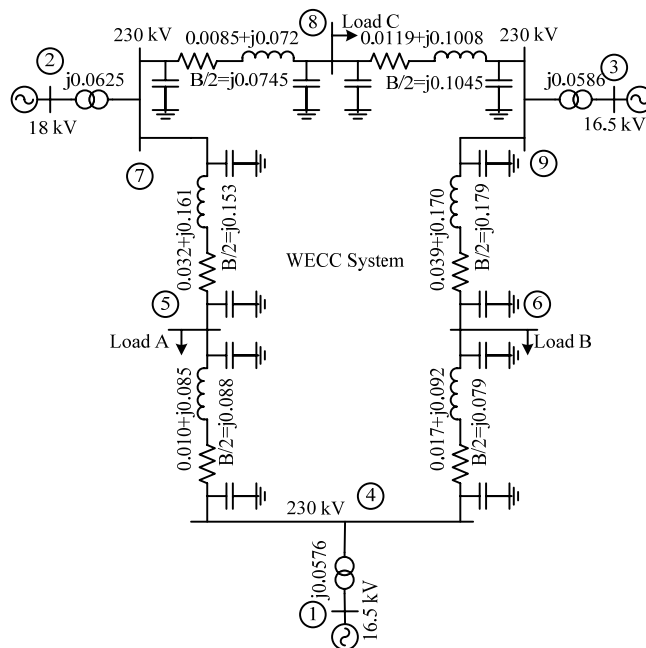 8
Load C
0.0085+j0.072
0.0119+j0.1008
230 kV
230 kV
2
j0.0625
B/2=j0.0745
B/2=j0.1045
j0.0586
3
18 kV
16.5 kV
7
9
0.032+j0.161
B/2=j0.153
WECC System
0.039+j0.170
B/2=j0.179
5
6
Load A
Load B
0.010+j0.085
B/2=j0.088
0.017+j0.092
B/2=j0.079
4
230 kV
j0.0576
1
16.5 kV